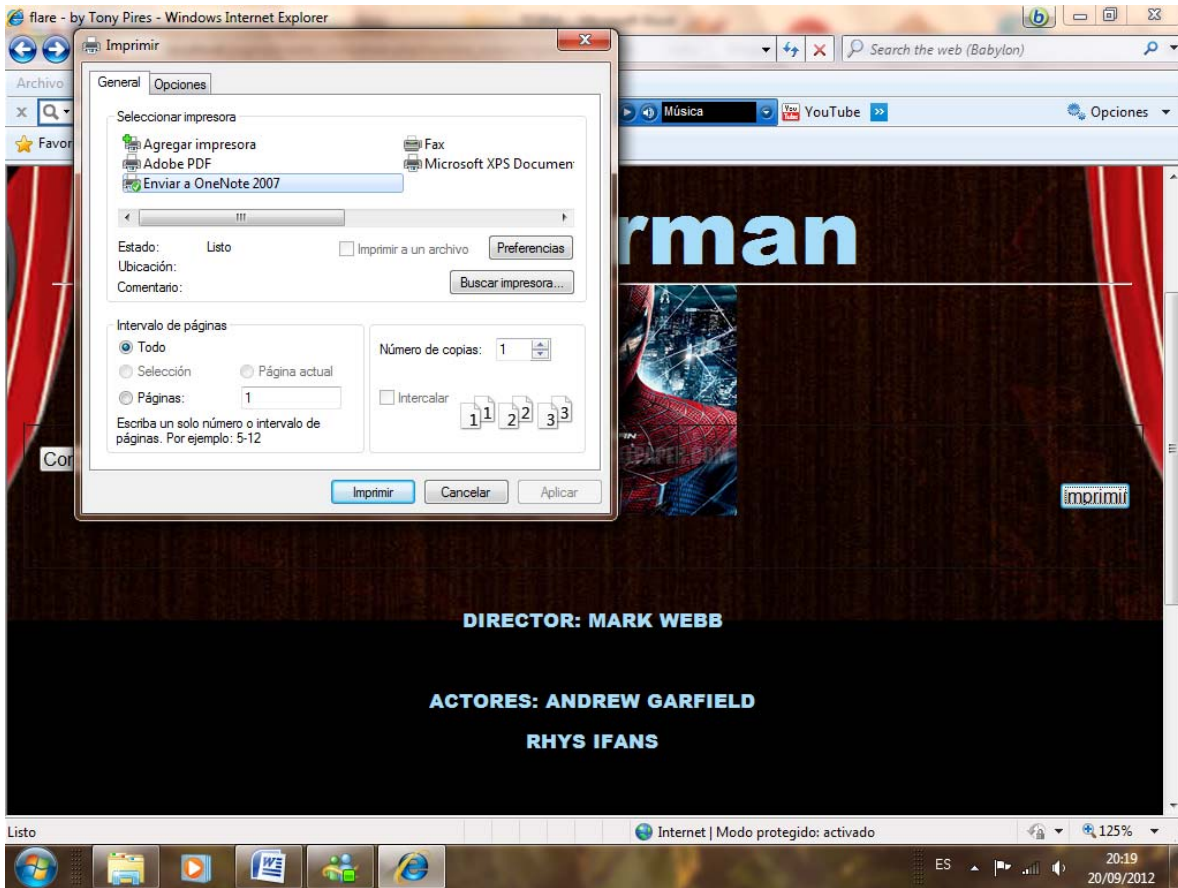 flare - by Tony Pires - Windows Internet Explorer
Imprimir
Search the web (Babylon)
Archivo
General Opciones
Música YouTube Opciones
Favor
Seleccionar impresora
Agregar impresora Fax
Adobe PDF Microsoft XPS Documen
Enviar a OneNote 2007
Estado: Listo Imprimir a un archivo Preferencias
Ubicación:
Comentario: Buscar impresora...
rman
Intervalo de páginas
Todo Número de copias: 1
Selección Página actual
Páginas: 1 Intercalar
11 22 33
Escriba un solo número o intervalo de
páginas. Por ejemplo: 5-12
Cor
Imprimir Cancelar Aplicar
Imprimir
DIRECTOR: MARK WEBB
ACTORES: ANDREW GARFIELD
RHYS IFANS
Listo Internet | Modo protegido: activado 125%
ES 20:19
20/09/2012